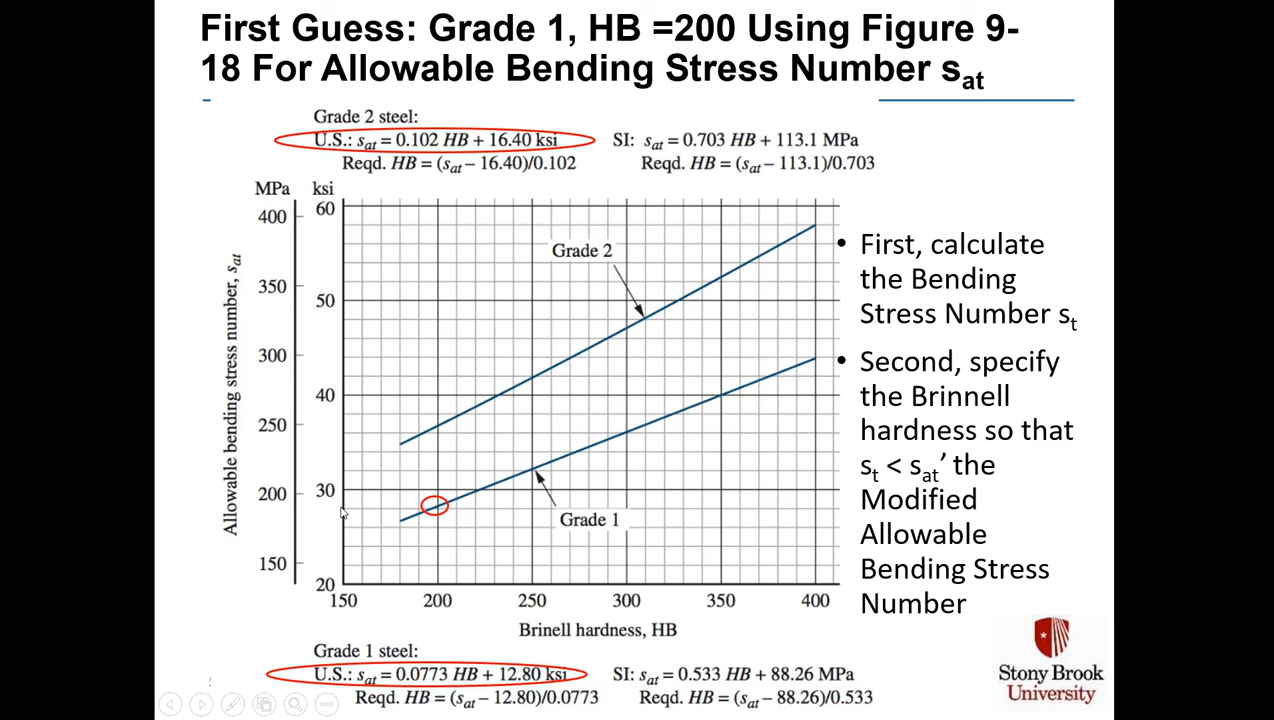 First Guess: Grade 1, HB =200 Using Figure 9-
18 For Allowable Bending Stress Number sat
Grade 2 steel:
U.S.: sat = 0.102 HB + 16.40 ksi
SI: sat = 0.703 HB + 113.1 MPa
Reqd. HB = (sat − 16.40)/0.102
Reqd. HB = (sat − 113.1)/0.703
MPa
ksi
400
350
300
250
200
150
60
50
40
30
20
Allowable bending stress number, sat
Grade 2
Grade 1
150 200 250 300 350 400
Brinell hardness, HB
Grade 1 steel:
U.S.: sat = 0.0773 HB + 12.80 ksi
SI: sat = 0.533 HB + 88.26 MPa
Reqd. HB = (sat − 12.80)/0.0773
Reqd. HB = (sat − 88.26)/0.533
• First, calculate
the Bending
Stress Number st
• Second, specify
the Brinnell
hardness so that
st < sat’ the
Modified
Allowable
Bending Stress
Number
Stony Brook
University